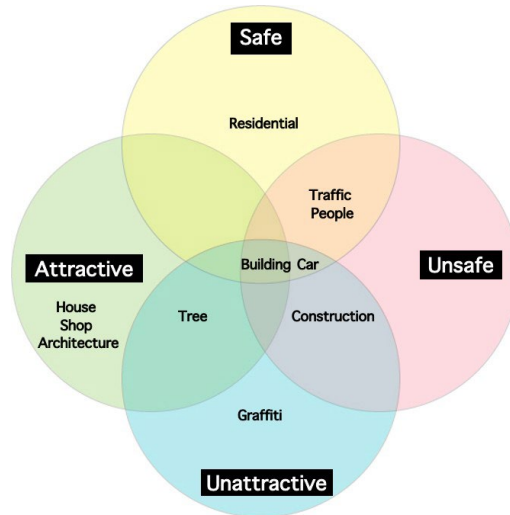 Safe
Residential
Traffic
People
Attractive
Building Car
Unsafe
House
Shop
Architecture
Tree
Construction
Graffiti
Unattractive